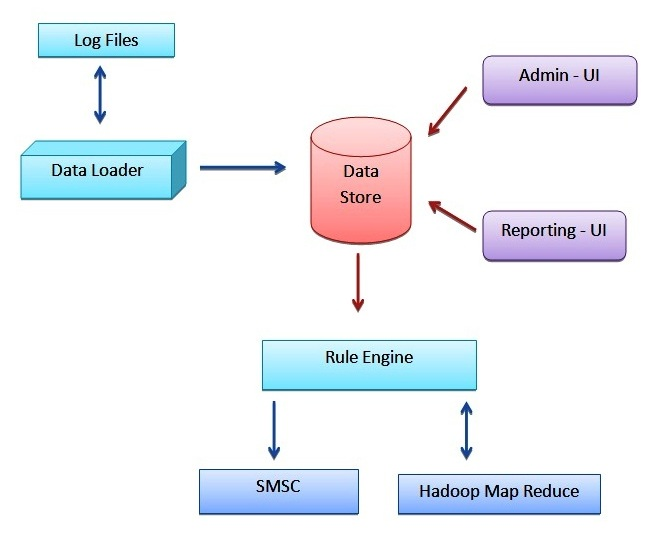 Log Files
Admin - UI
Data Loader
Data
Store
Reporting - UI
Rule Engine
SMSC
Hadoop Map Reduce